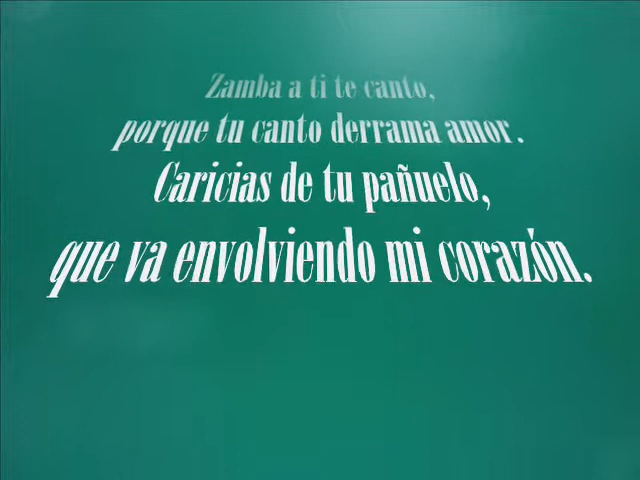 Zamba a ti te canto,
porque tu canto derrama amor.
Caricias de tu pañuelo,
que va envolviendo mi corazón.